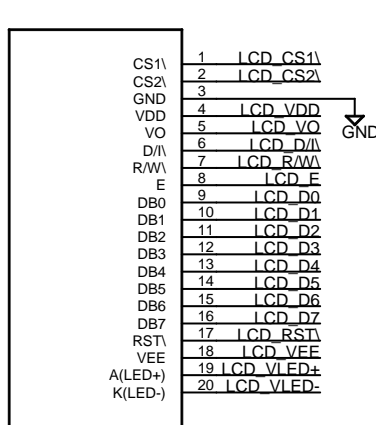 CS1\ 1 LCD_CS1\
CS2\ 2 LCD_CS2\
GND 3
VDD 4 LCD_VDD
VO 5 LCD_VO GND
D/I\ 6 LCD_D/I\
R/W\ 7 LCD_R/W\
E 8 LCD_E
DB0 9 LCD_D0
DB1 10 LCD_D1
DB2 11 LCD_D2
DB3 12 LCD_D3
DB4 13 LCD_D4
DB5 14 LCD_D5
DB6 15 LCD_D6
DB7 16 LCD_D7
RST\ 17 LCD_RST\
VEE 18 LCD_VEE
A(LED+) 19 LCD_VLED+
K(LED-) 20 LCD_VLED-